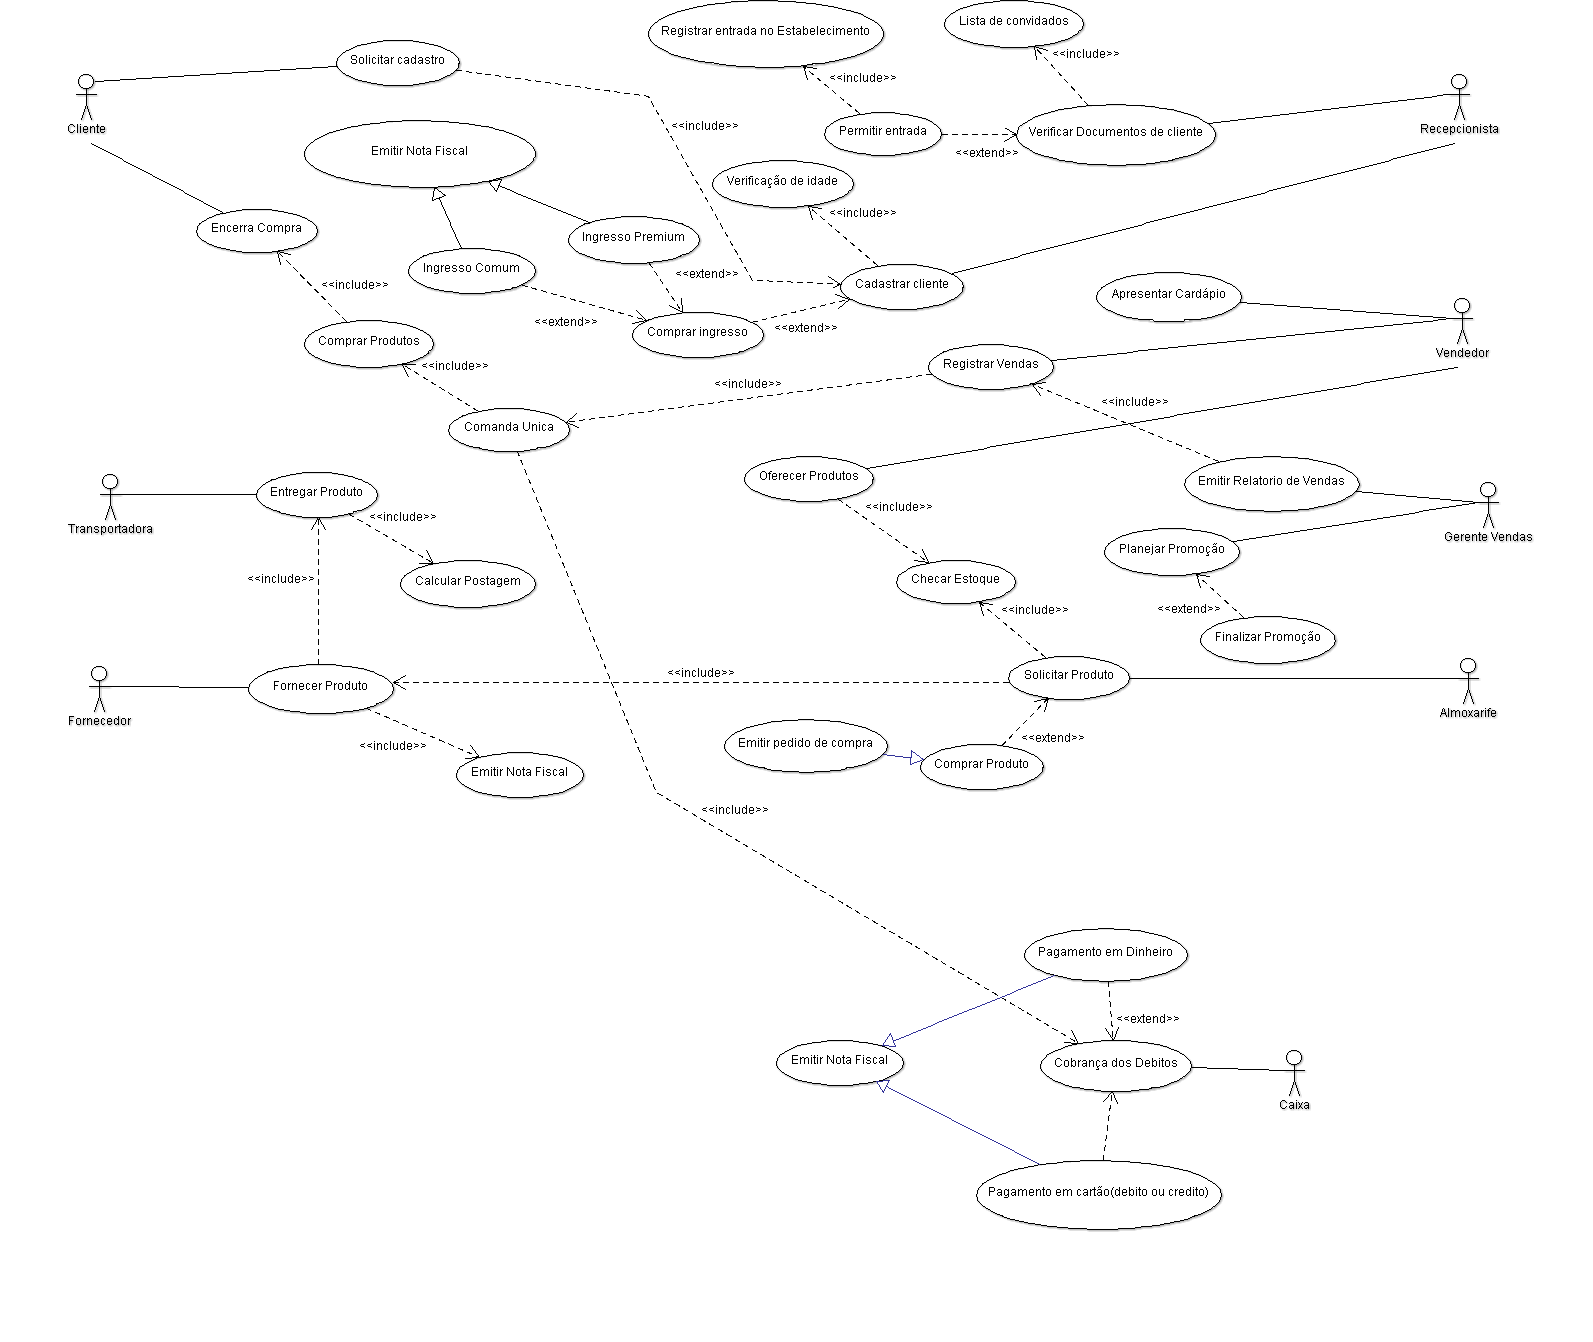 Registrar entrada no Estabelecimento
Lista de convidados
Solicitar cadastro
<<include>>
<<include>>
Cliente
<<include>>
Permitir entrada
Verificar Documentos de cliente
Recepcionista
Emitir Nota Fiscal
<<extend>>
Verificação de idade
<<include>>
Encerra Compra
Ingresso Premium
Ingresso Comum
<<extend>>
<<include>>
Cadastrar cliente
Apresentar Cardápio
<<extend>>
Comprar ingresso
<<extend>>
Comprar Produtos
Vendedor
<<include>>
Registrar Vendas
<<include>>
<<include>>
Comanda Unica
Oferecer Produtos
Emitir Relatorio de Vendas
Entregar Produto
<<include>>
<<include>>
Transportadora
Gerente Vendas
Planejar Promoção
<<include>>
Calcular Postagem
Checar Estoque
<<include>>
<<extend>>
Finalizar Promoção
<<include>>
Solicitar Produto
Fornecer Produto
Fornecedor
Almoxarife
<<include>>
Emitir pedido de compra
<<extend>>
Comprar Produto
Emitir Nota Fiscal
<<include>>
Pagamento em Dinheiro
<<extend>>
Emitir Nota Fiscal
Cobrança dos Debitos
Caixa
Pagamento em cartão(debito ou credito)